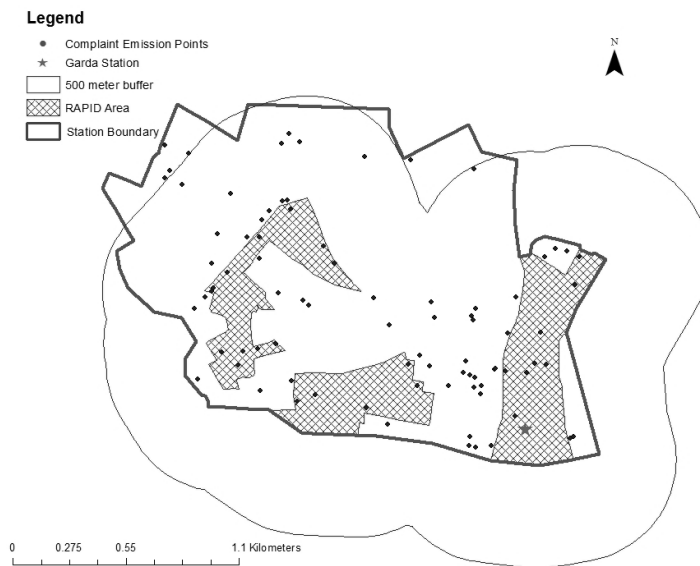 Legend
Complaint Emission Points
Garda Station
500 meter buffer
RAPID Area
Station Boundary
N
0 0.275 0.55 1.1 Kilometers